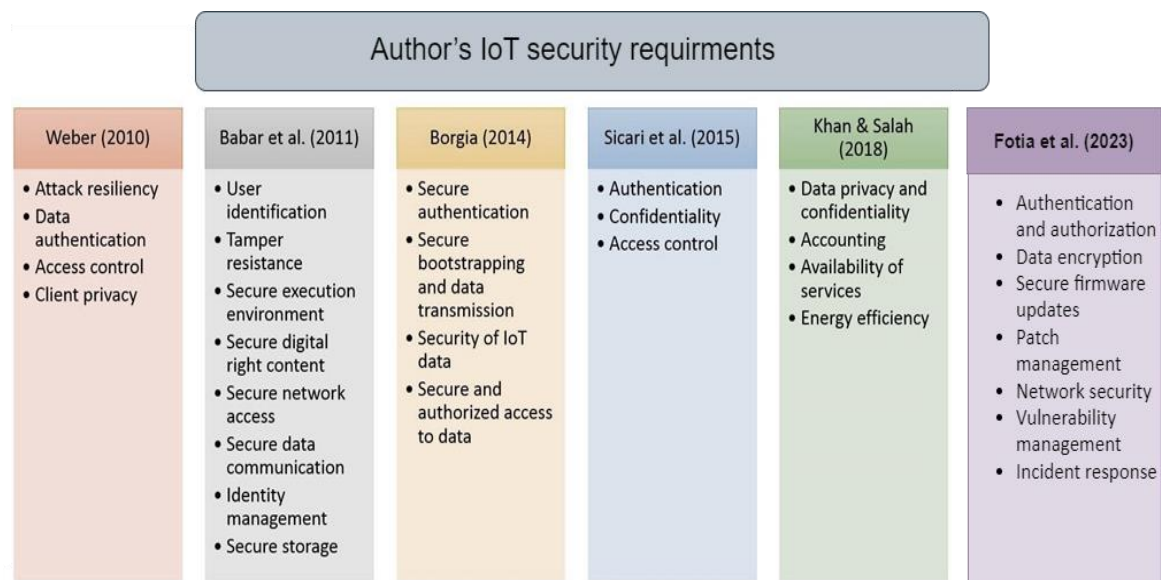 Author's IoT security requirments
Weber (2010)
• Attack resiliency
• Data
authentication
• Access control
• Client privacy
Babar et al. (2011)
• User
identification
• Tamper
resistance
• Secure execution
environment
• Secure digital
right content
• Secure network
access
• Secure data
communication
• Identity
management
• Secure storage
Borgia (2014)
• Secure
authentication
• Secure
bootstrapping
and data
transmission
• Security of IoT
data
• Secure and
authorized access
to data
Sicari et al. (2015)
• Authentication
• Confidentiality
• Access control
Khan & Salah
(2018)
• Data privacy and
confidentiality
• Accounting
• Availability of
services
• Energy efficiency
Fotia et al. (2023)
• Authentication
and authorization
• Data encryption
• Secure firmware
updates
• Patch
management
• Network security
• Vulnerability
management
• Incident response